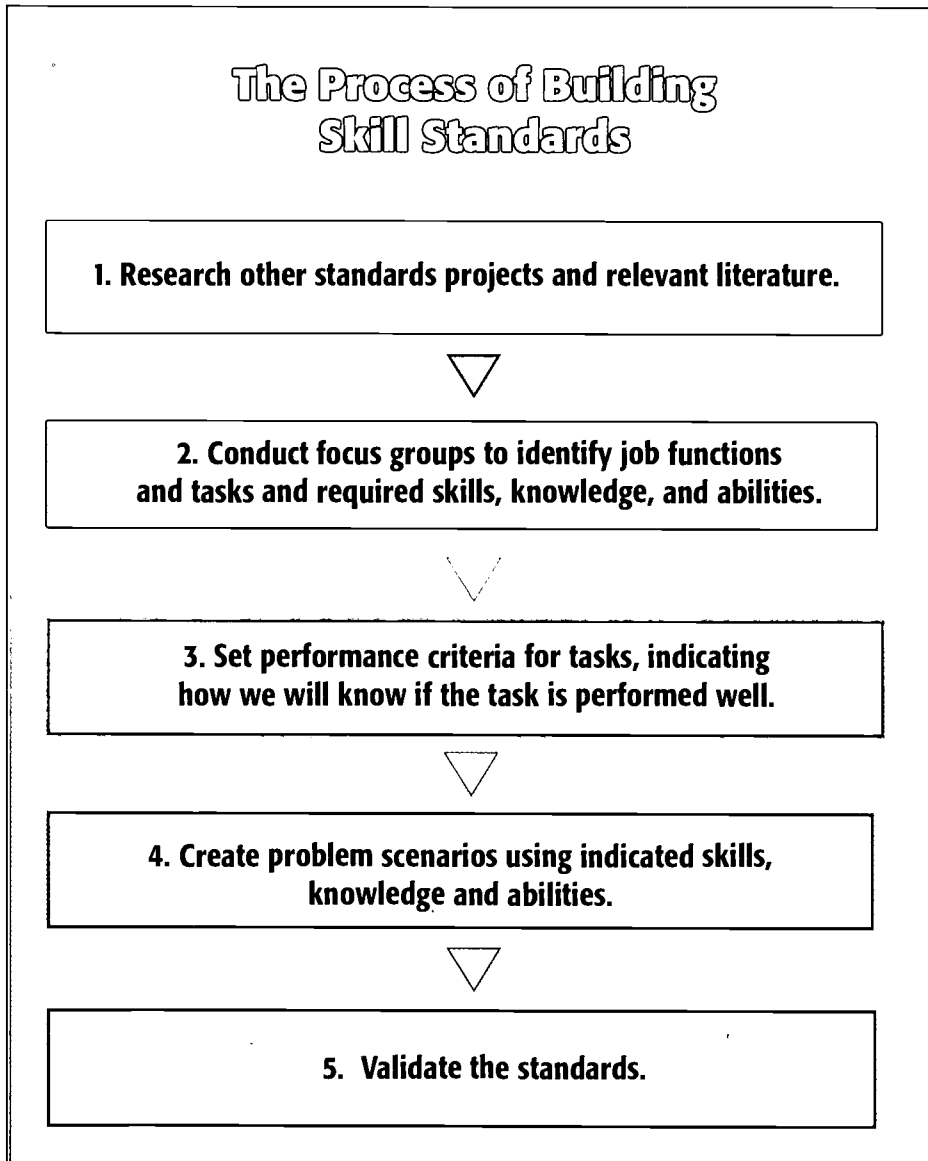 The Process of Building
Skill Standards
1. Research other standards projects and relevant literature.
2. Conduct focus groups to identify job functions
and tasks and required skills, knowledge, and abilities.
3. Set performance criteria for tasks, indicating
how we will know if the task is performed well.
4. Create problem scenarios using indicated skills,
knowledge and abilities.
5. Validate the standards.